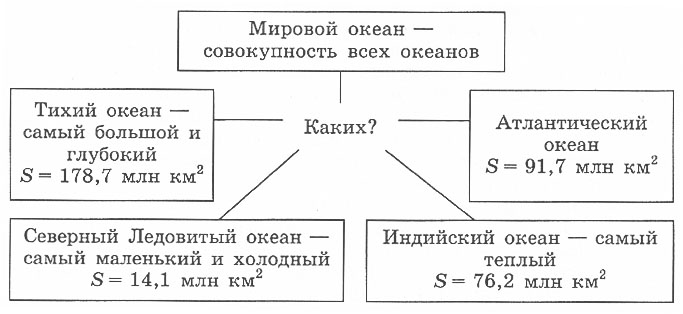 Мировой океан —
совокупность всех океанов
Тихий океан —
самый большой и
глубокий
S = 178,7 млн км²
Каких?
Атлантический
океан
S = 91,7 млн км²
Северный Ледовитый океан —
самый маленький и холодный
S = 14,1 млн км²
Индийский океан — самый
теплый
S = 76,2 млн км²